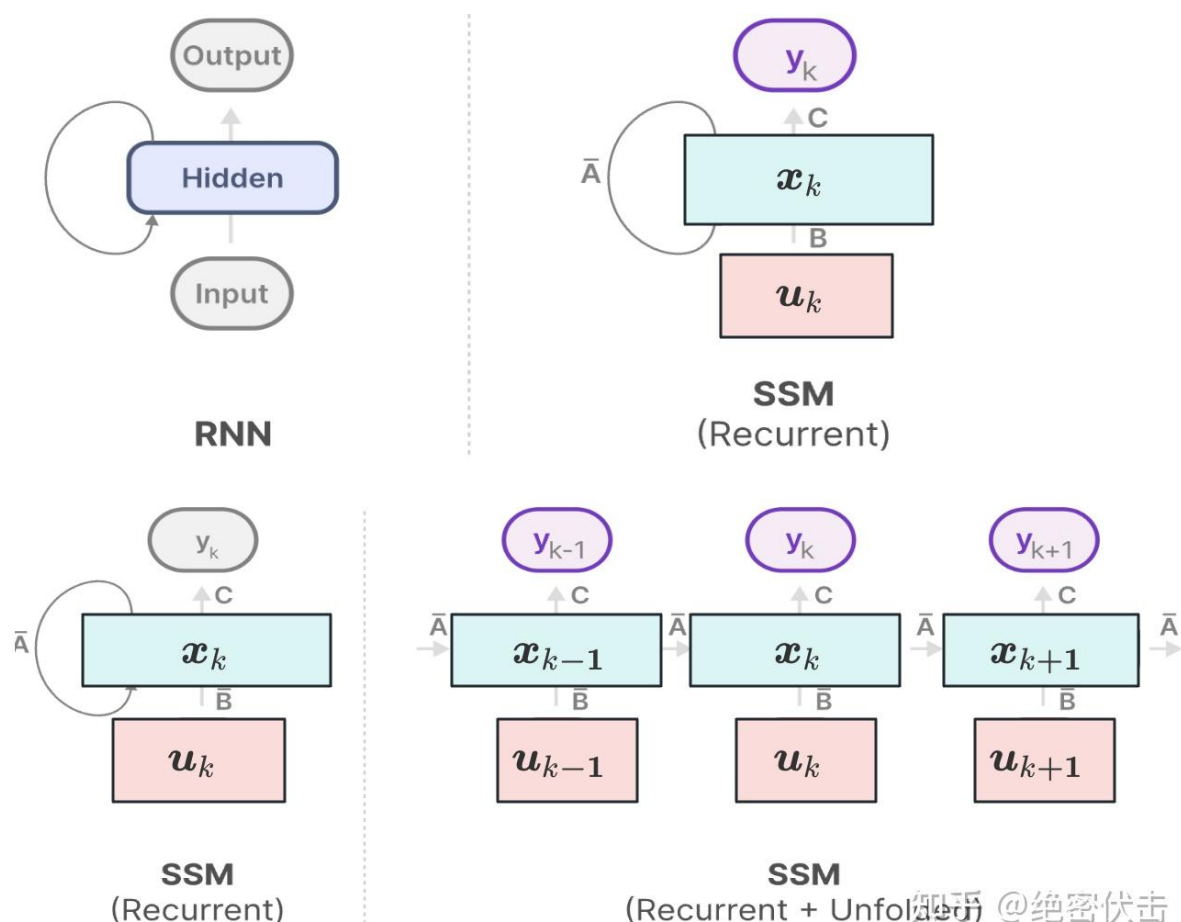 Output
Hidden
Input
RNN
yₖ
C
Ā
xₖ
B
uₖ
SSM
(Recurrent)
yₖ
C
Ā
xₖ
B̄
uₖ
SSM
(Recurrent)
yₖ₋₁ yₖ yₖ₊₁
C C C
Ā Ā Ā Ā
xₖ₋₁ xₖ xₖ₊₁
B̄ B̄ B̄
uₖ₋₁ uₖ uₖ₊₁
SSM
(Recurrent + Unfolded)
知乎 @绝密伏击